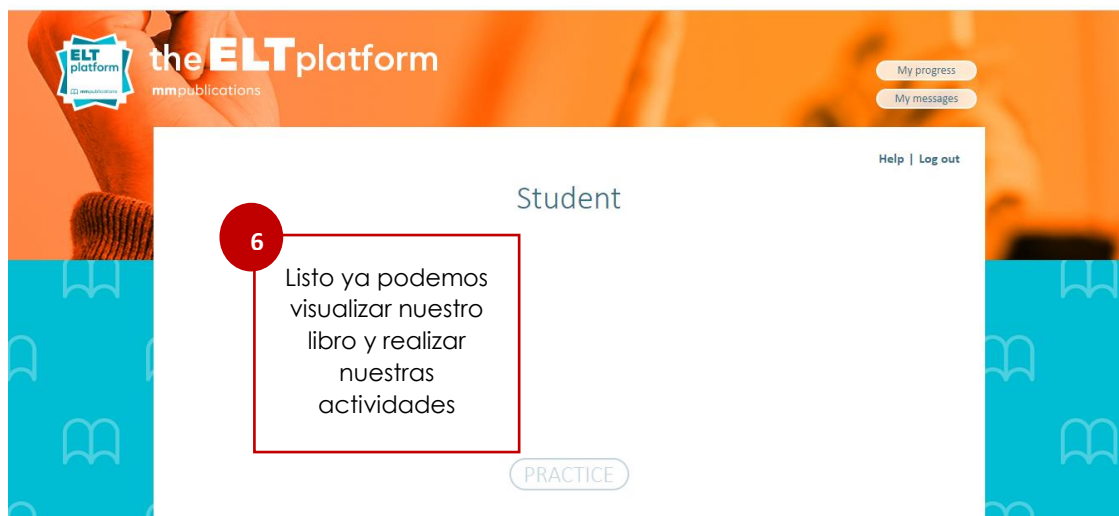 ELT
platform
mmpublications
the ELT platform
mmpublications
My progress
My messages
Help | Log out
Student
6
Listo ya podemos
visualizar nuestro
libro y realizar
nuestras
actividades
PRACTICE